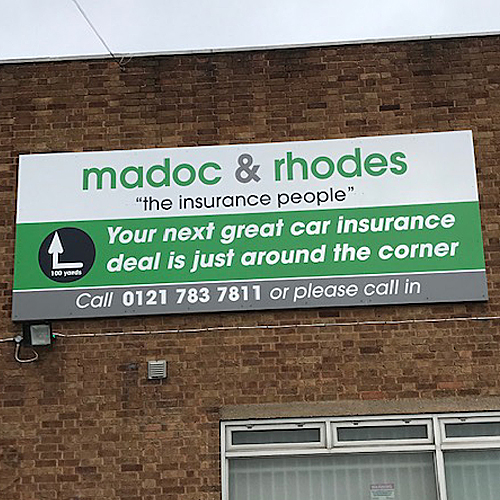 madoc & rhodes
"the insurance people"
Your next great car insurance
deal is just around the corner
100 yards
Call 0121 783 7811 or please call in